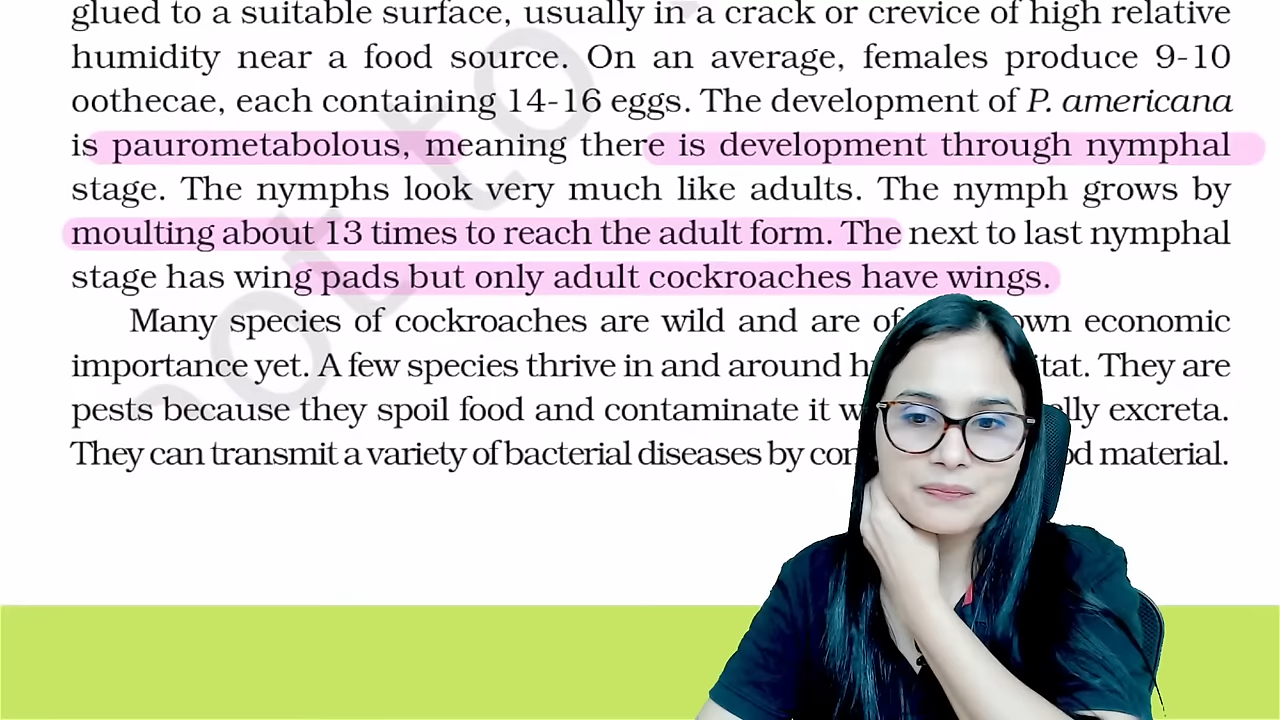 glued to a suitable surface, usually in a crack or crevice of high relative
humidity near a food source. On an average, females produce 9-10
oothecae, each containing 14-16 eggs. The development of P. americana
is paurometabolous, meaning there is development through nymphal
stage. The nymphs look very much like adults. The nymph grows by
moulting about 13 times to reach the adult form. The next to last nymphal
stage has wing pads but only adult cockroaches have wings.
Many species of cockroaches are wild and are of own economic
importance yet. A few species thrive in and around tat. They are
pests because they spoil food and contaminate it excreta.
They can transmit a variety of bacterial diseases by material.